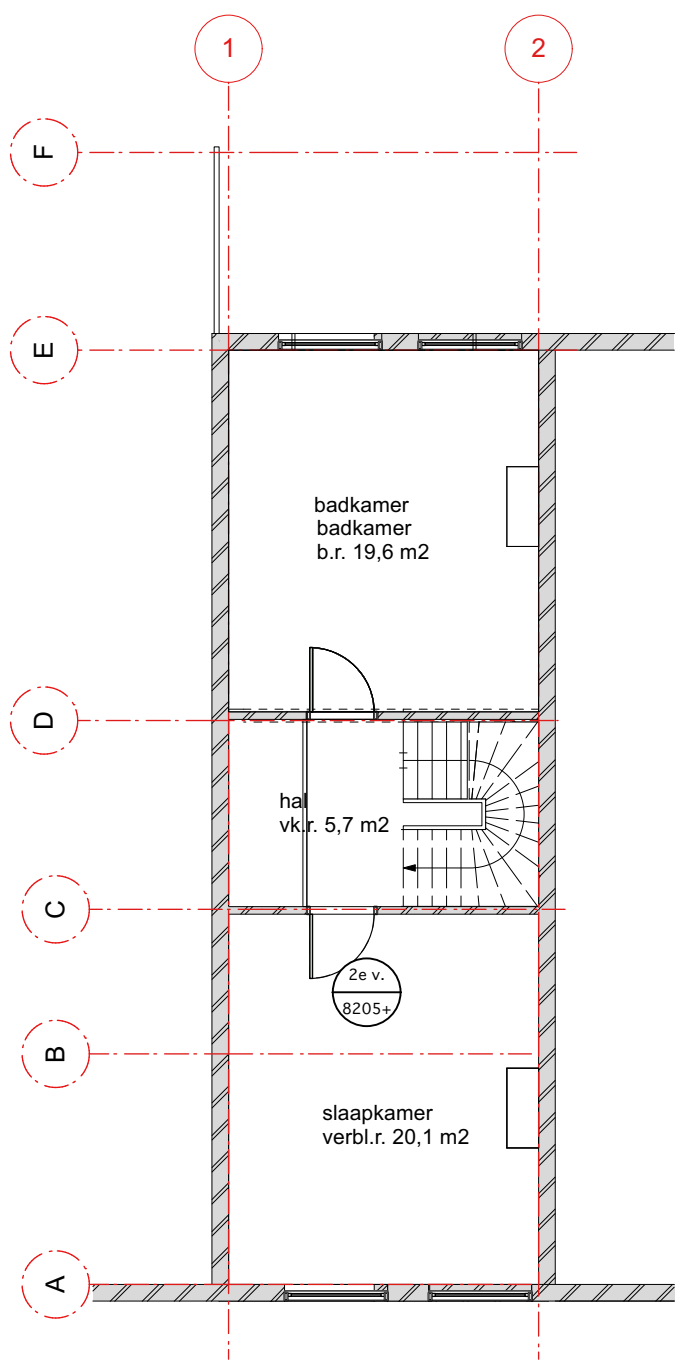 1
2
F
E
badkamer
badkamer
b.r. 19,6 m2
D
hal
vk.r. 5,7 m2
C
2e v.
8205+
B
slaapkamer
verbl.r. 20,1 m2
A